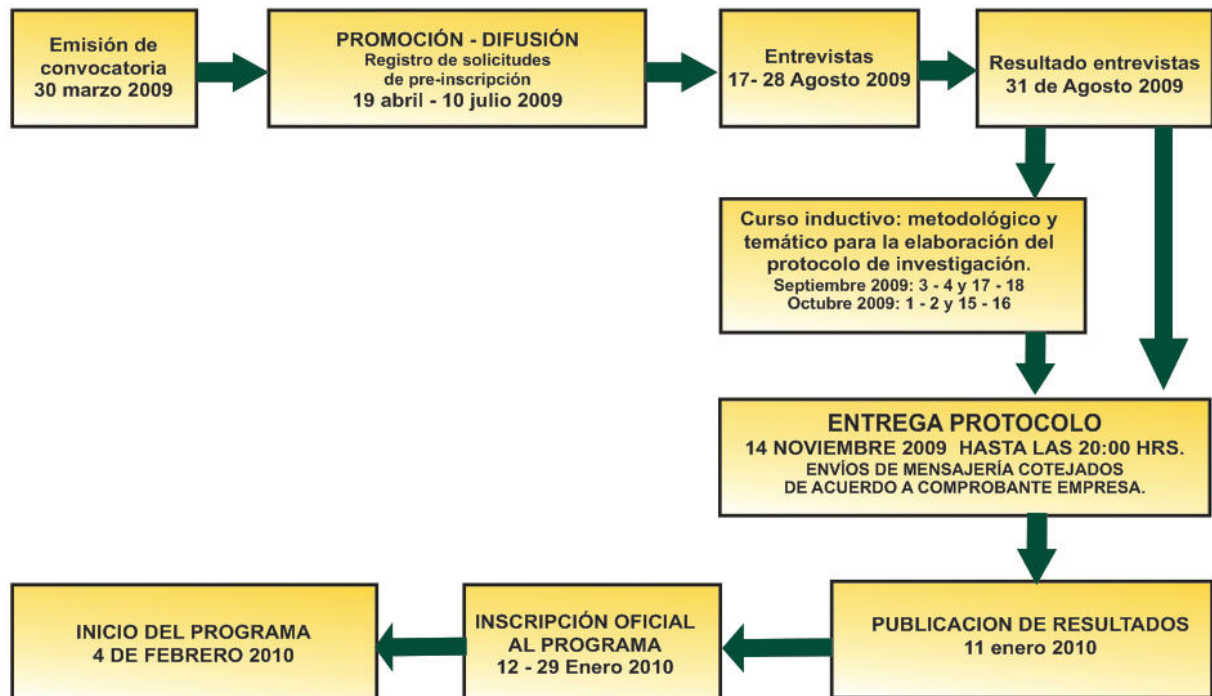 Emisión de
convocatoria
30 marzo 2009
PROMOCIÓN - DIFUSIÓN
Registro de solicitudes
de pre-inscripción
19 abril - 10 julio 2009
Entrevistas
17- 28 Agosto 2009
Resultado entrevistas
31 de Agosto 2009
Curso inductivo: metodológico y
temático para la elaboración del
protocolo de investigación.
Septiembre 2009: 3 - 4 y 17 - 18
Octubre 2009: 1 - 2 y 15 - 16
ENTREGA PROTOCOLO
14 NOVIEMBRE 2009 HASTA LAS 20:00 HRS.
ENVÍOS DE MENSAJERÍA COTEJADOS
DE ACUERDO A COMPROBANTE EMPRESA.
PUBLICACION DE RESULTADOS
11 enero 2010
INSCRIPCIÓN OFICIAL
AL PROGRAMA
12 - 29 Enero 2010
INICIO DEL PROGRAMA
4 DE FEBRERO 2010